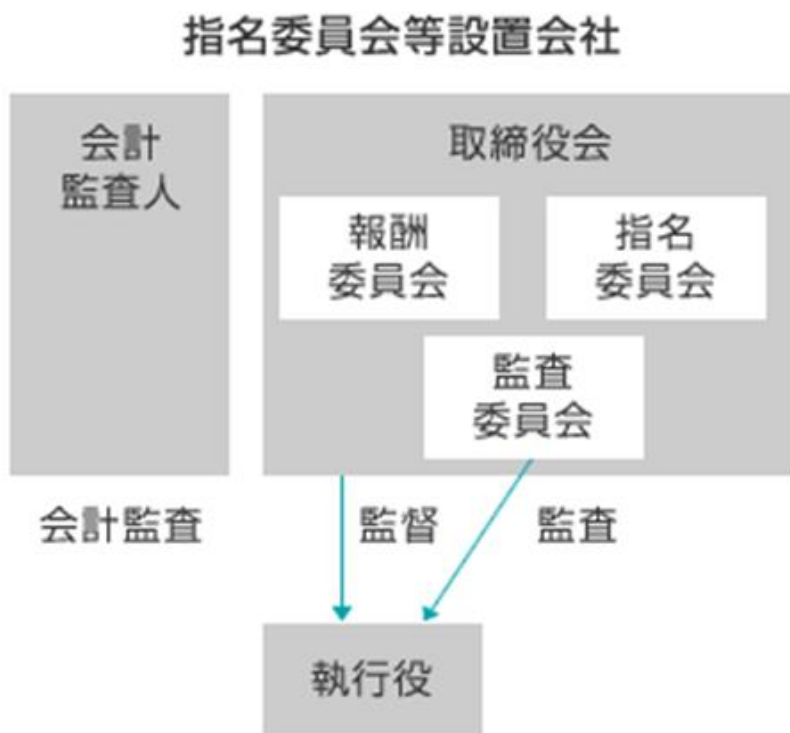 指名委員会等設置会社
会計
監査人
取締役会
報酬
委員会
指名
委員会
監査
委員会
会計監査
監督
監査
執行役